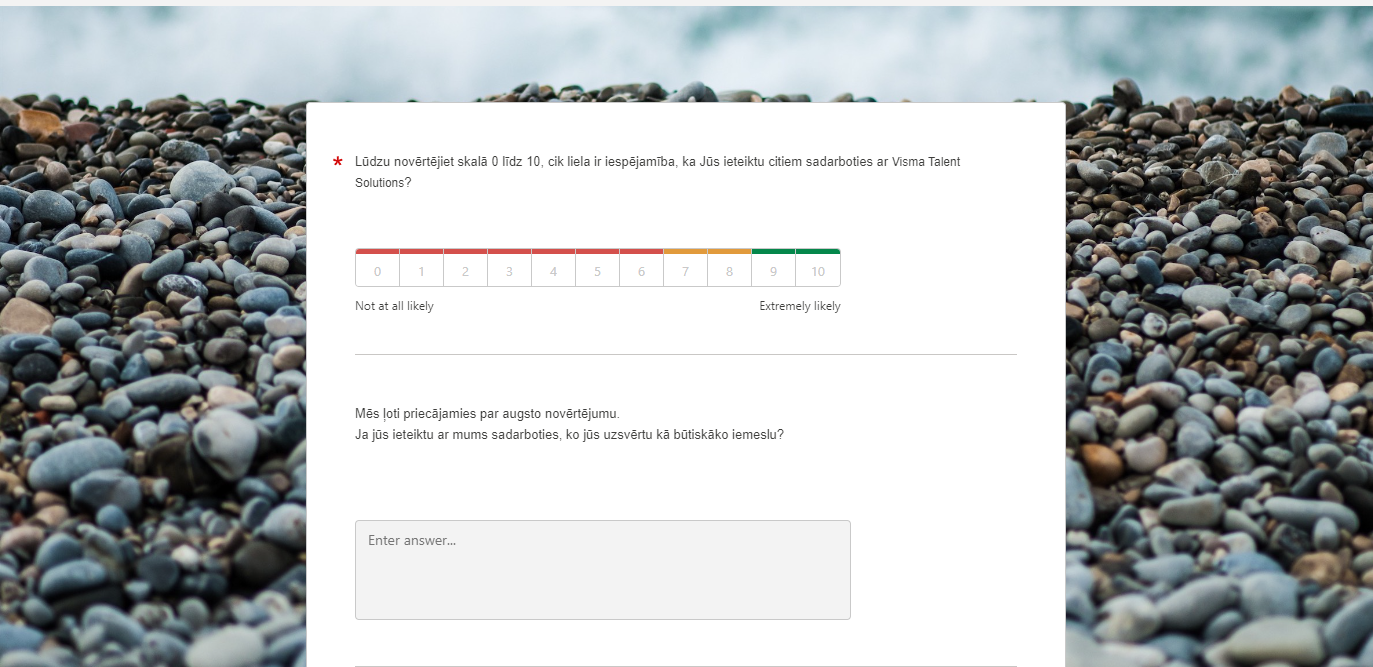 * Lūdzu novērtējiet skalā 0 līdz 10, cik liela ir iespējamība, ka Jūs ieteiktu citiem sadarboties ar Visma Talent
Solutions?
0 1 2 3 4 5 6 7 8 9 10
Not at all likely Extremely likely
Mēs ļoti priecājamies par augsto novērtējumu.
Ja jūs ieteiktu ar mums sadarboties, ko jūs uzsvērtu kā būtiskāko iemeslu?
Enter answer...